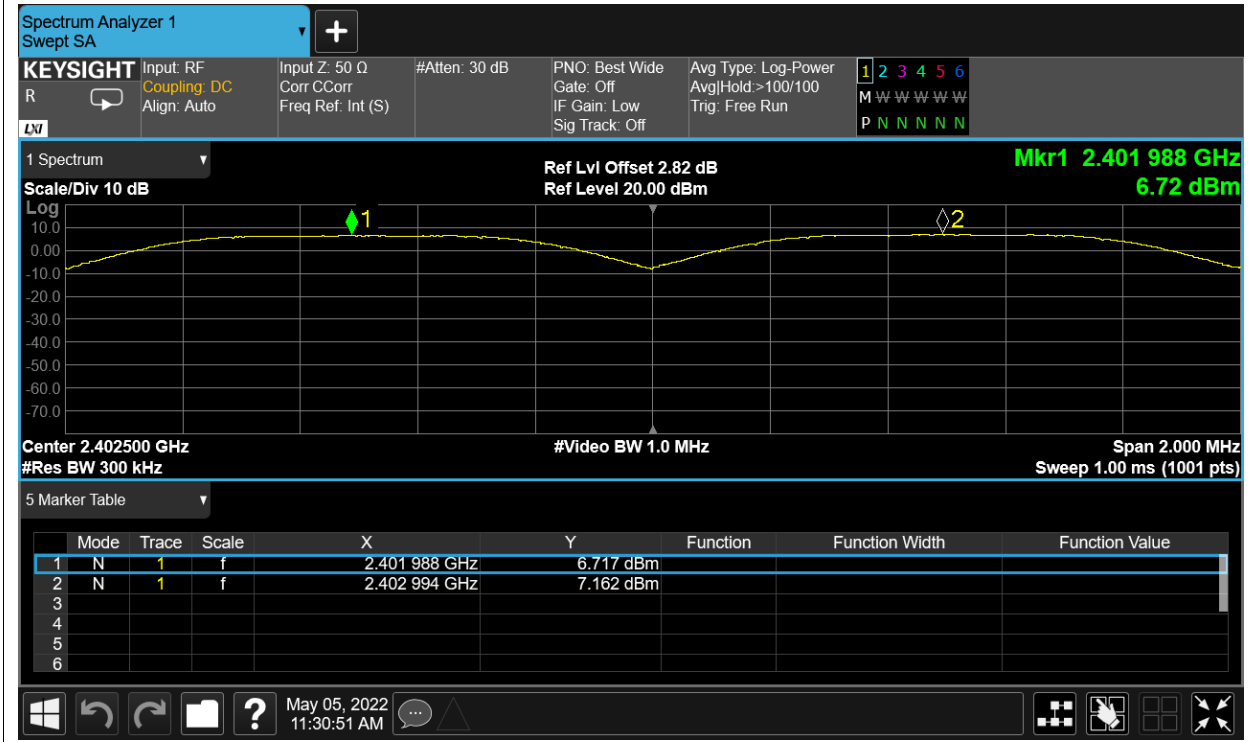 Spectrum Analyzer 1
Swept SA
+
KEYSIGHT Input: RF Input Z: 50 Ω #Atten: 30 dB PNO: Best Wide Avg Type: Log-Power 1 2 3 4 5 6
R Coupling: DC Corr CCorr Gate: Off Avg|Hold:>100/100 M W W W W W
Align: Auto Freq Ref: Int (S) IF Gain: Low Trig: Free Run
LXI Sig Track: Off P N N N N N
1 Spectrum Ref Lvl Offset 2.82 dB Mkr1 2.401 988 GHz
Scale/Div 10 dB Ref Level 20.00 dBm 6.72 dBm
Log
1 2
10.0
0.00
-10.0
-20.0
-30.0
-40.0
-50.0
-60.0
-70.0
Center 2.402500 GHz #Video BW 1.0 MHz Span 2.000 MHz
#Res BW 300 kHz Sweep 1.00 ms (1001 pts)
5 Marker Table
Mode Trace Scale X Y Function Function Width Function Value
1 N 1 f 2.401 988 GHz 6.717 dBm
2 N 1 f 2.402 994 GHz 7.162 dBm
3
4
5
6
? May 05, 2022
11:30:51 AM